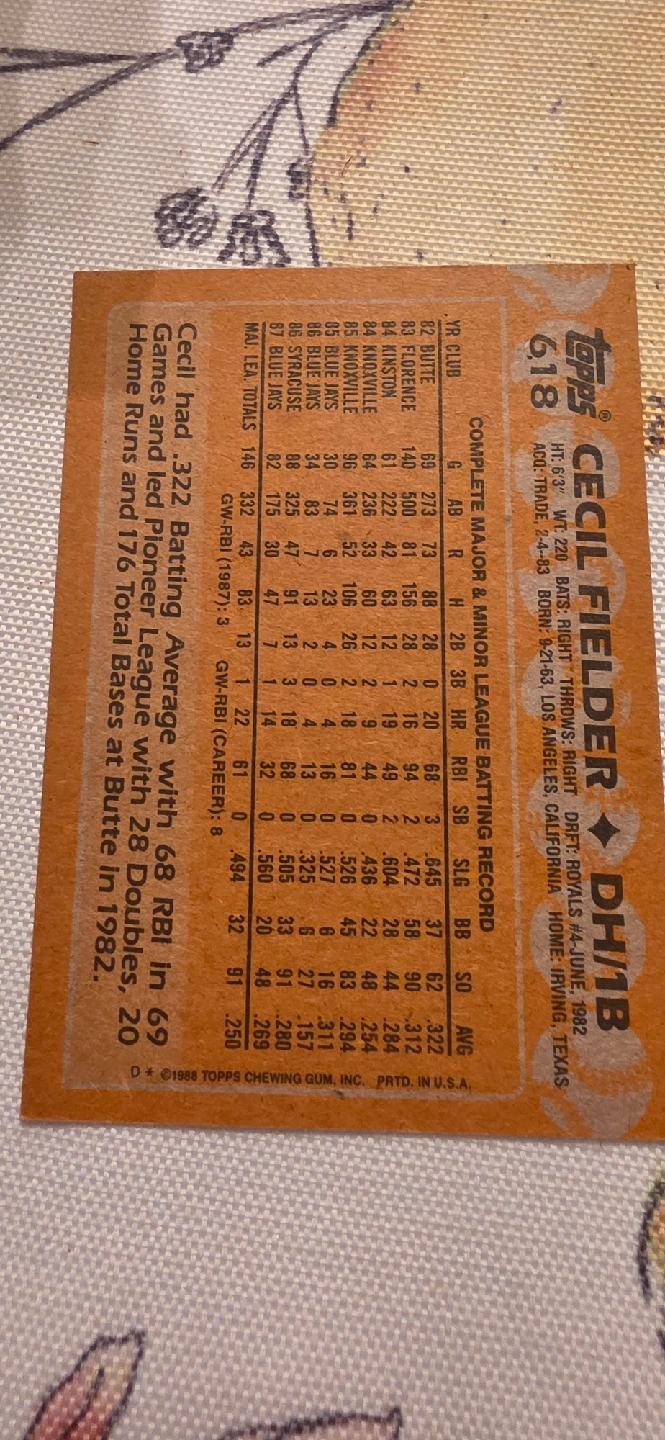 topps® CECIL FIELDER ♦ DH/1B
618
HT: 6'3" WT: 220 BATS: RIGHT THROWS: RIGHT DRFT: ROYALS #4-JUNE, 1982
ACQ: TRADE, 2-4-83 BORN: 9-21-63, LOS ANGELES, CALIFORNIA HOME: IRVING, TEXAS
COMPLETE MAJOR & MINOR LEAGUE BATTING RECORD
YR CLUB G AB R H 2B 3B HR RBI SB SLG BB SO AVG
82 BUTTE 69 273 73 88 28 0 20 68 3 .645 37 62 .322
83 FLORENCE 140 500 81 156 28 2 16 94 2 .472 58 90 .312
84 KINSTON 61 222 42 63 12 1 19 49 2 .604 28 44 .284
84 KNOXVILLE 64 236 33 60 12 2 9 44 0 .436 22 48 .254
85 KNOXVILLE 96 361 52 106 26 2 18 81 0 .526 45 83 .294
85 BLUE JAYS 30 74 6 23 4 0 4 16 0 .527 6 16 .311
86 BLUE JAYS 34 83 7 13 2 0 4 13 0 .325 6 27 .157
86 SYRACUSE 88 325 47 91 13 3 18 68 0 .505 33 91 .280
87 BLUE JAYS 82 175 30 47 7 1 14 32 0 .560 20 48 .269
MAJ. LEA. TOTALS 146 332 43 83 13 1 22 61 0 .494 32 91 .250
GW-RBI (1987): 3 GW-RBI (CAREER): 8
Cecil had .322 Batting Average with 68 RBI in 69
Games and led Pioneer League with 28 Doubles, 20
Home Runs and 176 Total Bases at Butte in 1982.
D* ©1988 TOPPS CHEWING GUM, INC. PRTD. IN U.S.A.